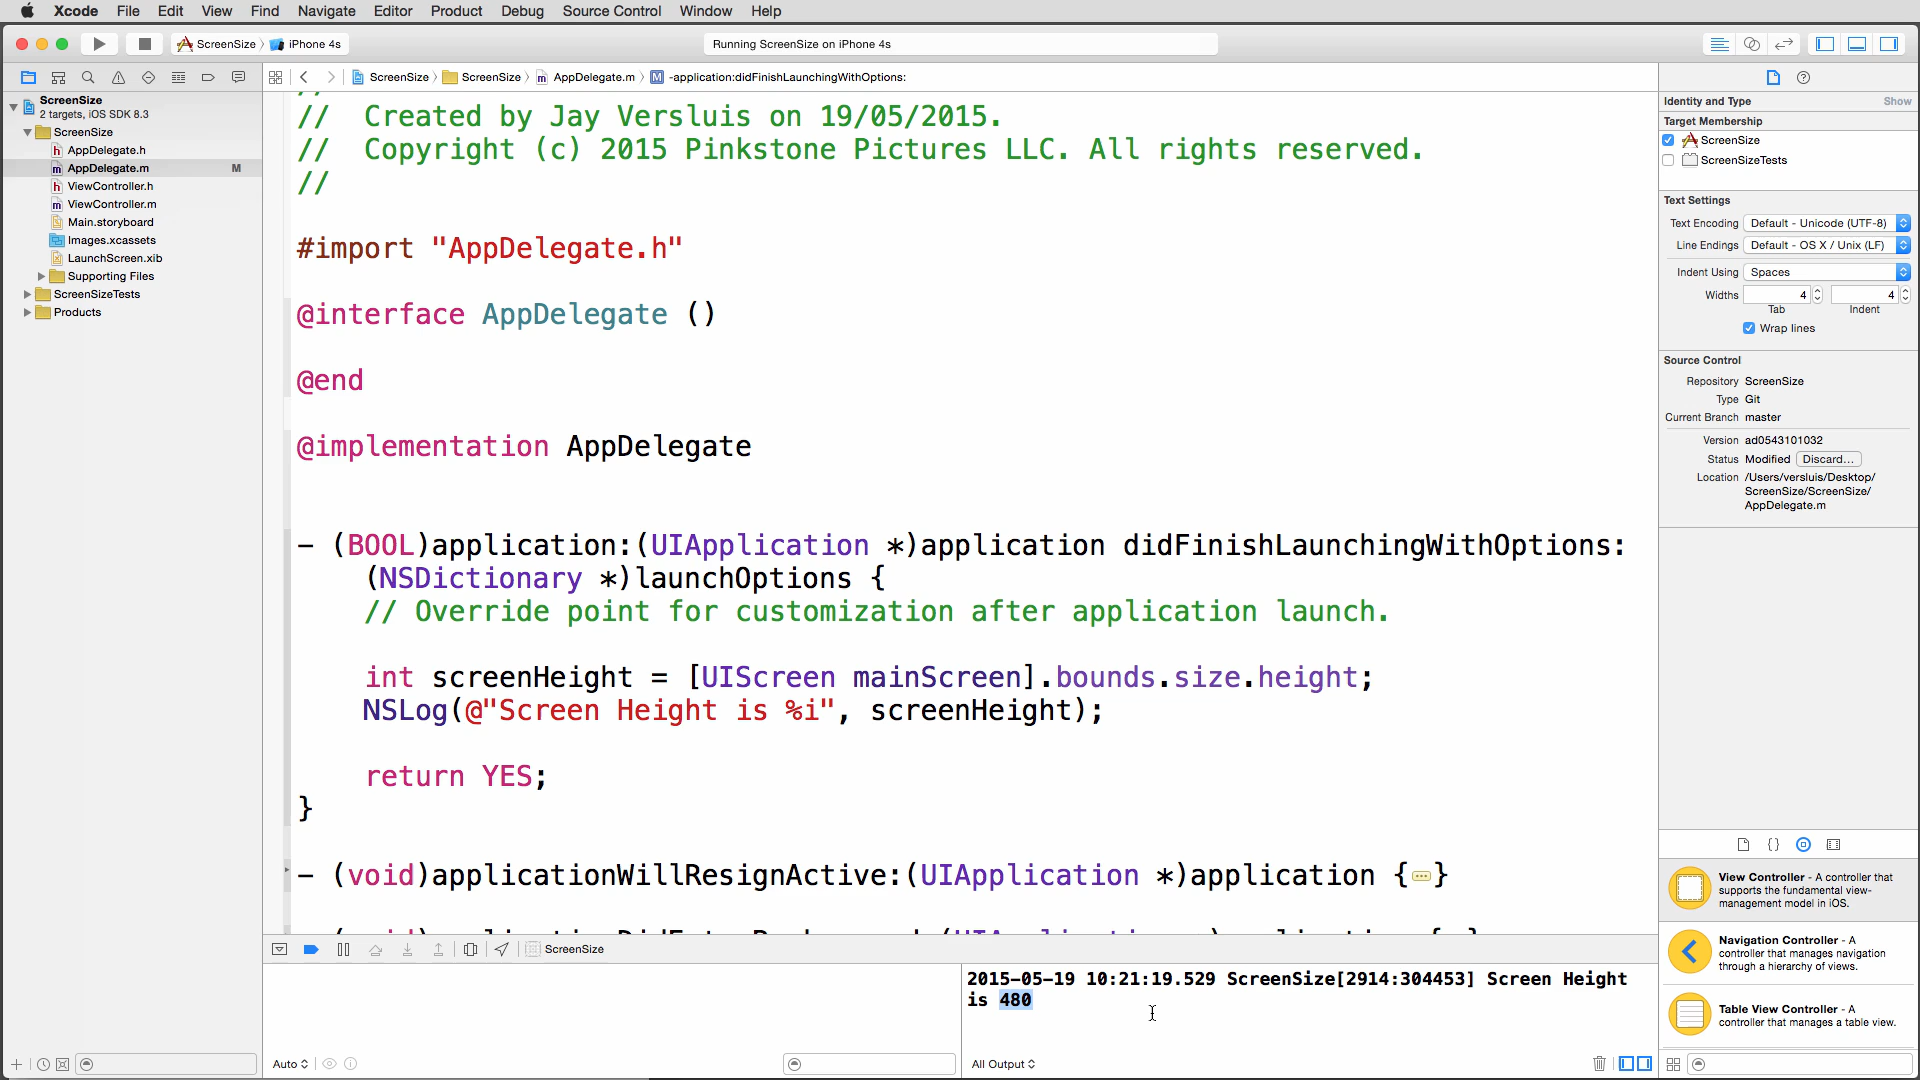 Xcode File Edit View Find Navigate Editor Product Debug Source Control Window Help
ScreenSize iPhone 4s
Running ScreenSize on iPhone 4s
ScreenSize ScreenSize AppDelegate.m M -application:didFinishLaunchingWithOptions:
ScreenSize
2 targets, iOS SDK 8.3
ScreenSize
h AppDelegate.h
m AppDelegate.m M
h ViewController.h
m ViewController.m
Main.storyboard
Images.xcassets
LaunchScreen.xib
Supporting Files
ScreenSizeTests
Products
//
// Created by Jay Versluis on 19/05/2015.
// Copyright (c) 2015 Pinkstone Pictures LLC. All rights reserved.
//
#import "AppDelegate.h"
@interface AppDelegate ()
@end
@implementation AppDelegate
- (BOOL)application:(UIApplication *)application didFinishLaunchingWithOptions:
(NSDictionary *)launchOptions {
// Override point for customization after application launch.
int screenHeight = [UIScreen mainScreen].bounds.size.height;
NSLog(@"Screen Height is %i", screenHeight);
return YES;
}
- (void)applicationWillResignActive:(UIApplication *)application {...}
ScreenSize
2015-05-19 10:21:19.529 ScreenSize[2914:304453] Screen Height
is 480
Auto
All Output
Identity and Type Show
Target Membership
ScreenSize
ScreenSizeTests
Text Settings
Text Encoding Default - Unicode (UTF-8)
Line Endings Default - OS X / Unix (LF)
Indent Using Spaces
Widths 4 4
Tab Indent
Wrap lines
Source Control
Repository ScreenSize
Type Git
Current Branch master
Version ad0543101032
Status Modified Discard...
Location /Users/versluis/Desktop/
ScreenSize/ScreenSize/
AppDelegate.m
{}
View Controller - A controller that
supports the fundamental view-
management model in iOS.
Navigation Controller - A
controller that manages navigation
through a hierarchy of views.
Table View Controller - A
controller that manages a table view.